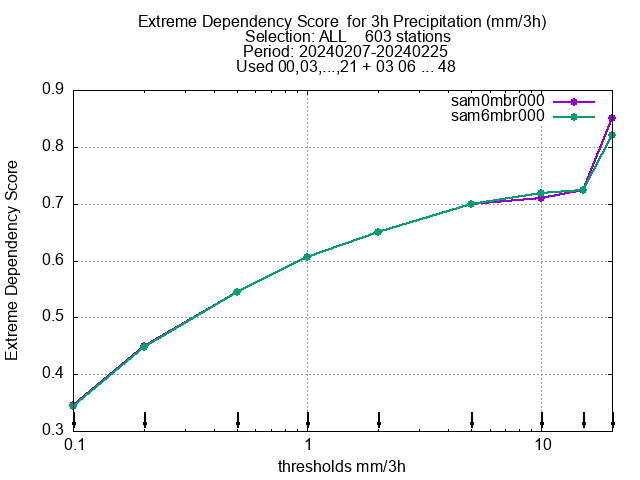 Extreme Dependency Score  for 3h Precipitation (mm/3h)
Selection: ALL    603 stations
Period: 20240207-20240225
Used 00,03,...,21 + 03 06 ... 48
sam0mbr000
sam6mbr000
0.9
0.8
0.7
0.6
0.5
0.4
0.3
Extreme Dependency Score
0.1
1
10
thresholds mm/3h